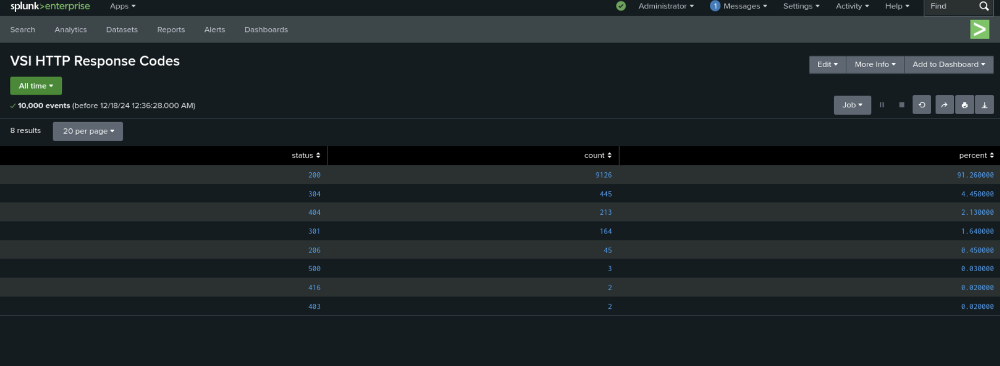 splunk>enterprise Apps Administrator 1 Messages Settings Activity Help Find
Search Analytics Datasets Reports Alerts Dashboards >
VSI HTTP Response Codes
Edit More Info Add to Dashboard
All time
10,000 events (before 12/18/24 12:36:28.000 AM)
Job
8 results 20 per page
status count percent
200 9126 91.260000
304 445 4.450000
404 213 2.130000
301 164 1.640000
206 45 0.450000
500 3 0.030000
416 2 0.020000
403 2 0.020000